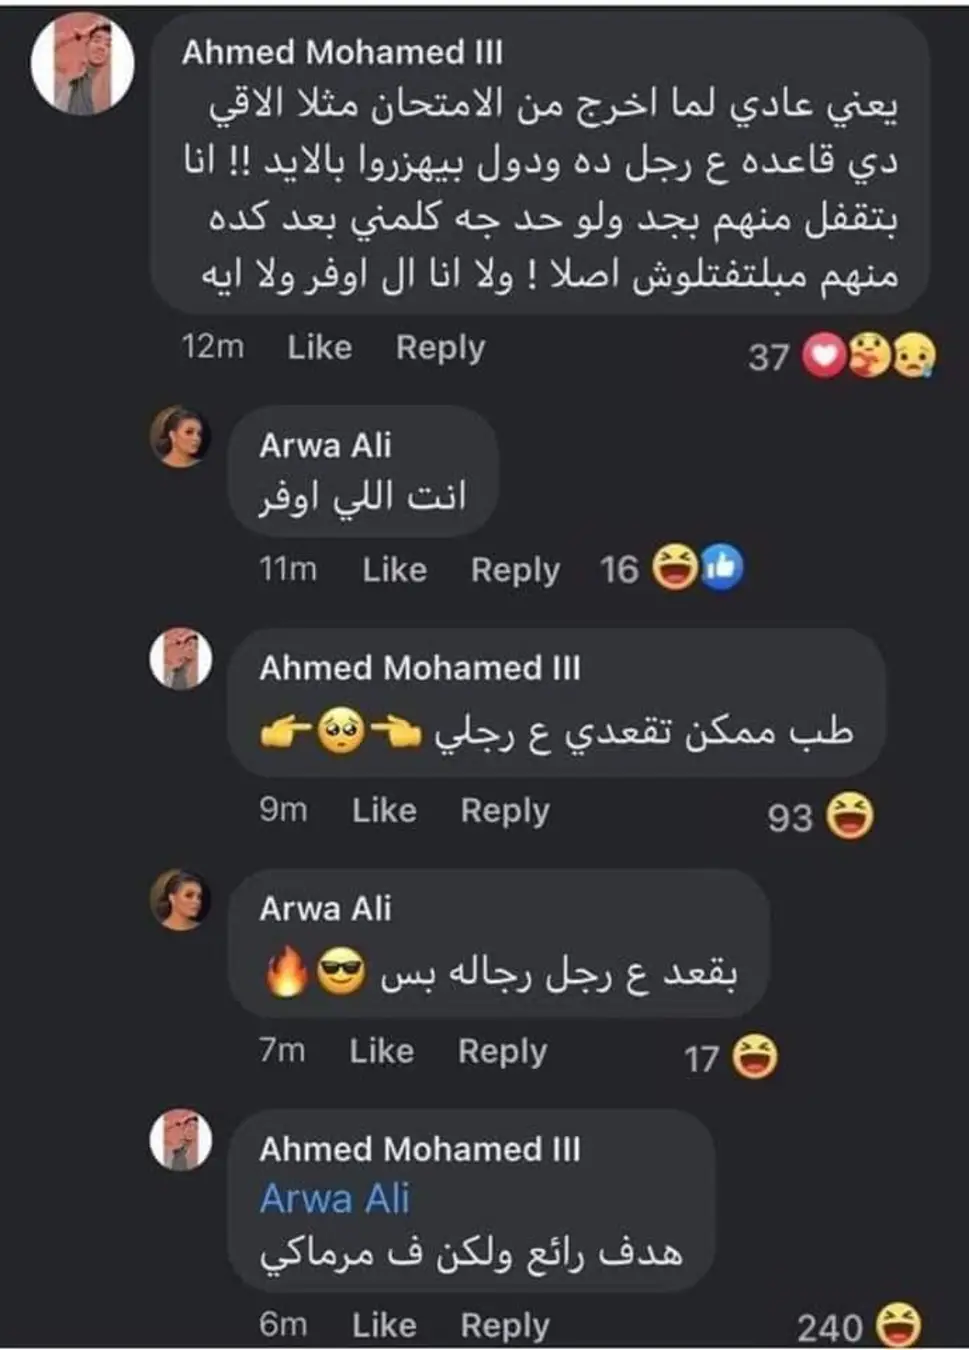 Ahmed Mohamed III
يعني عادي لما اخرج من الامتحان مثلا الاقي
دي قاعده ع رجل ده ودول بيهزروا بالايد !! انا
بتقفل منهم بجد ولو حد جه كلمني بعد كده
منهم مبلتفتلوش اصلا ! ولا انا ال اوفر ولا ايه
12m Like Reply 37
Arwa Ali
انت اللي اوفر
11m Like Reply 16
Ahmed Mohamed III
طب ممكن تقعدي ع رجلي 👈🥺👉
9m Like Reply 93 😆
Arwa Ali
بقعد ع رجل رجاله بس 😎🔥
7m Like Reply 17 😆
Ahmed Mohamed III
Arwa Ali
هدف رائع ولكن ف مرماكي
6m Like Reply 240 😆